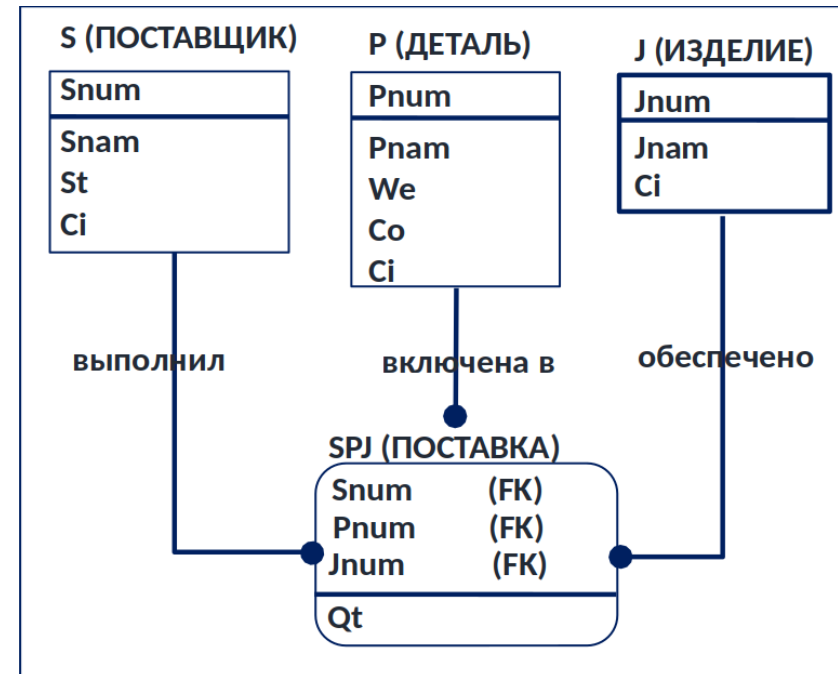 S (ПОСТАВЩИК)
Snum
Snam
St
Ci
P (ДЕТАЛЬ)
Pnum
Pnam
We
Co
Ci
J (ИЗДЕЛИЕ)
Jnum
Jnam
Ci
выполнил
включена в
обеспечено
SPJ (ПОСТАВКА)
Snum (FK)
Pnum (FK)
Jnum (FK)
Qt